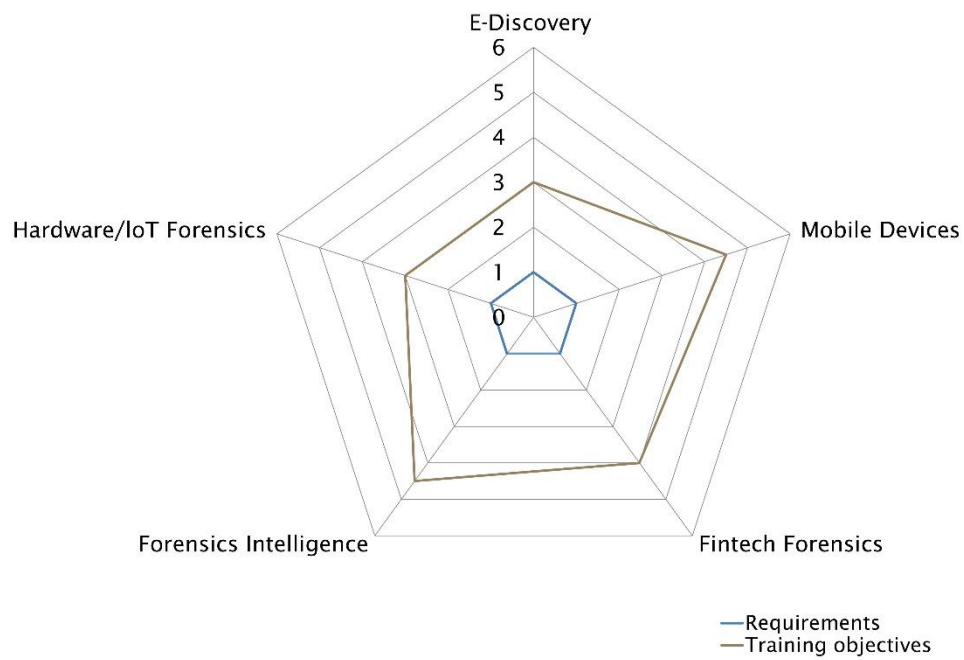 E-Discovery
6
5
4
3
2
1
0
Hardware/IoT Forensics
Mobile Devices
Forensics Intelligence
Fintech Forensics
Requirements
Training objectives